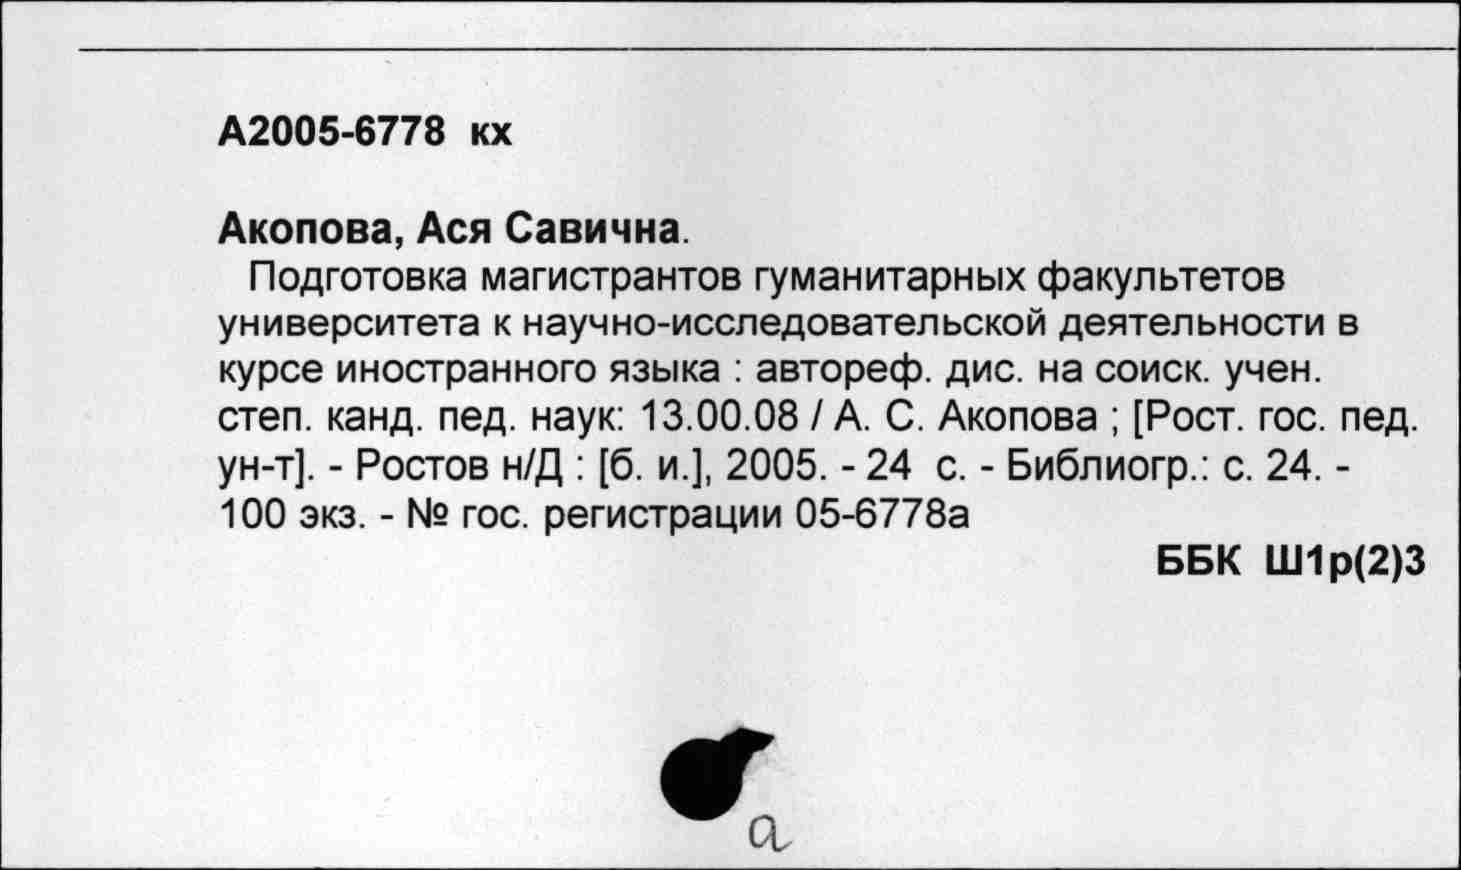 А2005-6778 кх
Акопова, Ася Савична.
Подготовка магистрантов гуманитарных факультетов
университета к научно-исследовательской деятельности в
курсе иностранного языка : автореф. дис. на соиск. учен.
степ. канд. пед. наук: 13.00.08 / А. С. Акопова ; [Рост. гос. пед.
ун-т]. - Ростов н/Д : [б. и.], 2005. - 24 с. - Библиогр.: с. 24. -
100 экз. - № гос. регистрации 05-6778а
ББК Ш1р(2)3
а